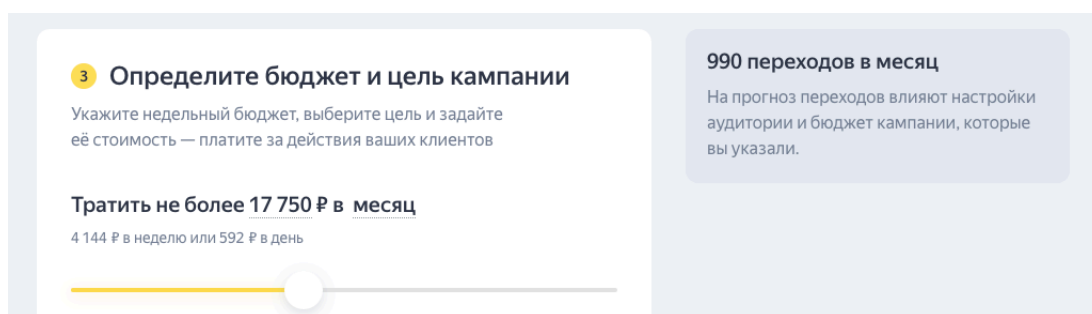 3 Определите бюджет и цель кампании
Укажите недельный бюджет, выберите цель и задайте
её стоимость — платите за действия ваших клиентов
Тратить не более 17 750 ₽ в месяц
4 144 ₽ в неделю или 592 ₽ в день
990 переходов в месяц
На прогноз переходов влияют настройки
аудитории и бюджет кампании, которые
вы указали.